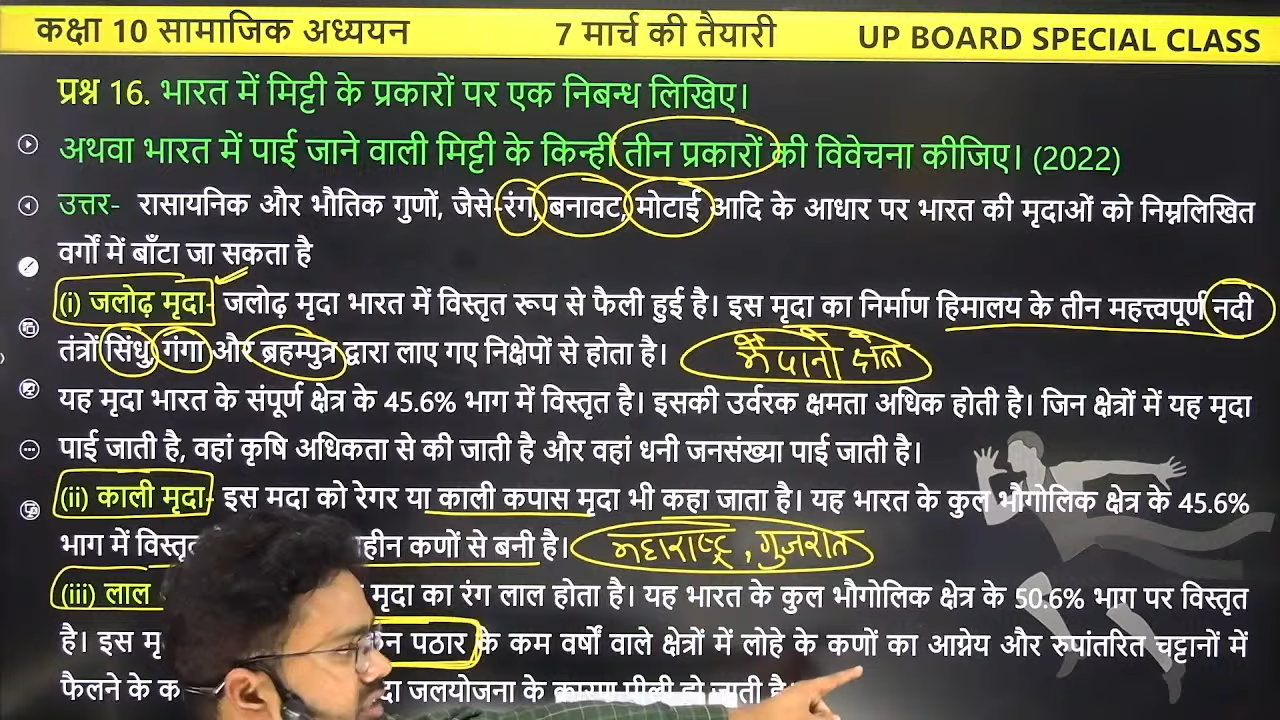 कक्षा 10 सामाजिक अध्ययन 7 मार्च की तैयारी UP BOARD SPECIAL CLASS
प्रश्न 16. भारत में मिट्टी के प्रकारों पर एक निबन्ध लिखिए।
अथवा भारत में पाई जाने वाली मिट्टी के किन्ही तीन प्रकारों की विवेचना कीजिए। (2022)
उत्तर- रासायनिक और भौतिक गुणों, जैसे-रंग, बनावट, मोटाई आदि के आधार पर भारत की मृदाओं को निम्नलिखित
वर्गों में बाँटा जा सकता है
(i) जलोढ़ मृदा- जलोढ़ मृदा भारत में विस्तृत रूप से फैली हुई है। इस मृदा का निर्माण हिमालय के तीन महत्त्वपूर्ण नदी
तंत्रों सिंधु, गंगा और ब्रहम्पुत्र द्वारा लाए गए निक्षेपों से होता है। मैदानी क्षेत्र
यह मृदा भारत के संपूर्ण क्षेत्र के 45.6% भाग में विस्तृत है। इसकी उर्वरक क्षमता अधिक होती है। जिन क्षेत्रों में यह मृदा
पाई जाती है, वहां कृषि अधिकता से की जाती है और वहां धनी जनसंख्या पाई जाती है।
(ii) काली मृदा- इस मदा को रेगर या काली कपास मृदा भी कहा जाता है। यह भारत के कुल भौगोलिक क्षेत्र के 45.6%
भाग में कणों से बनी है। महाराष्ट्र, गुजरात
(iii) लाल मृदा का रंग लाल होता है। यह भारत के कुल भौगोलिक क्षेत्र के 50.6% भाग पर विस्तृत
है। इस पठार के कम वर्षों वाले क्षेत्रों में लोहे के कणों का आग्नेय और रुपांतरित चट्टानों में
फैलने के जलयोजना के कारण पीली हो जाती है।